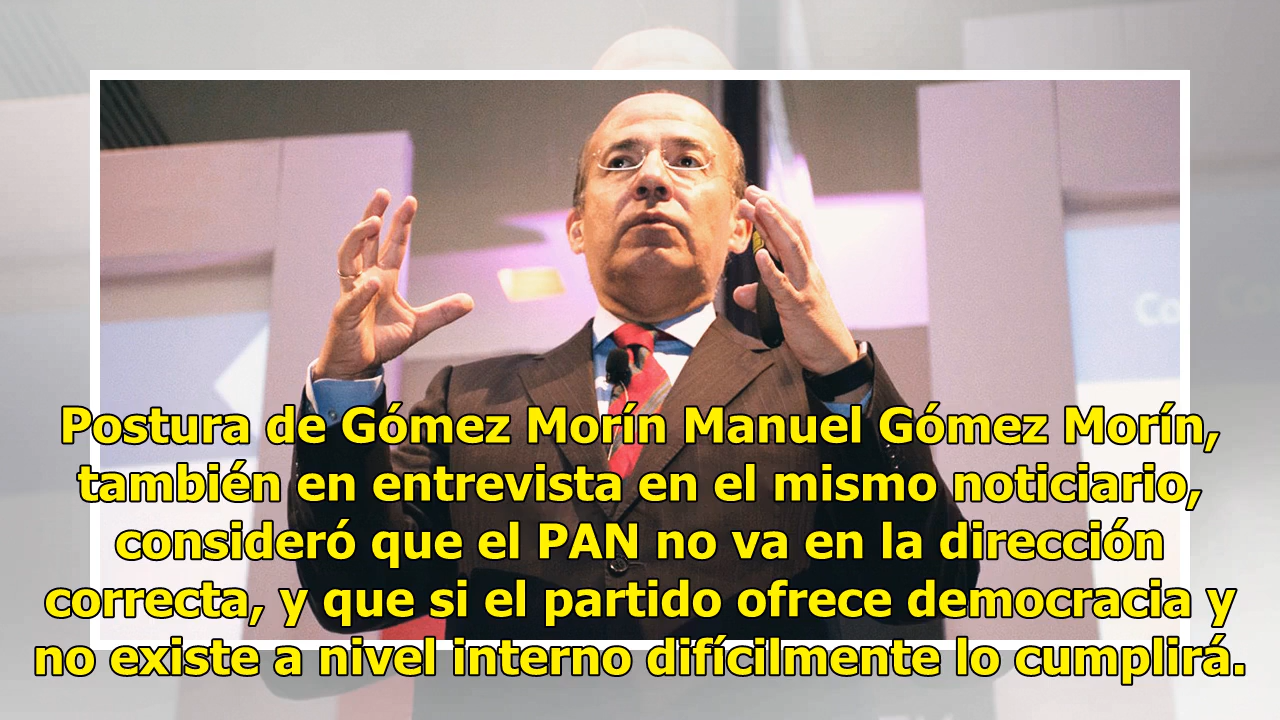 Co
Postura de Gómez Morín Manuel Gómez Morín,
también en entrevista en el mismo noticiario,
consideró que el PAN no va en la dirección
correcta, y que si el partido ofrece democracia y
no existe a nivel interno difícilmente lo cumplirá.